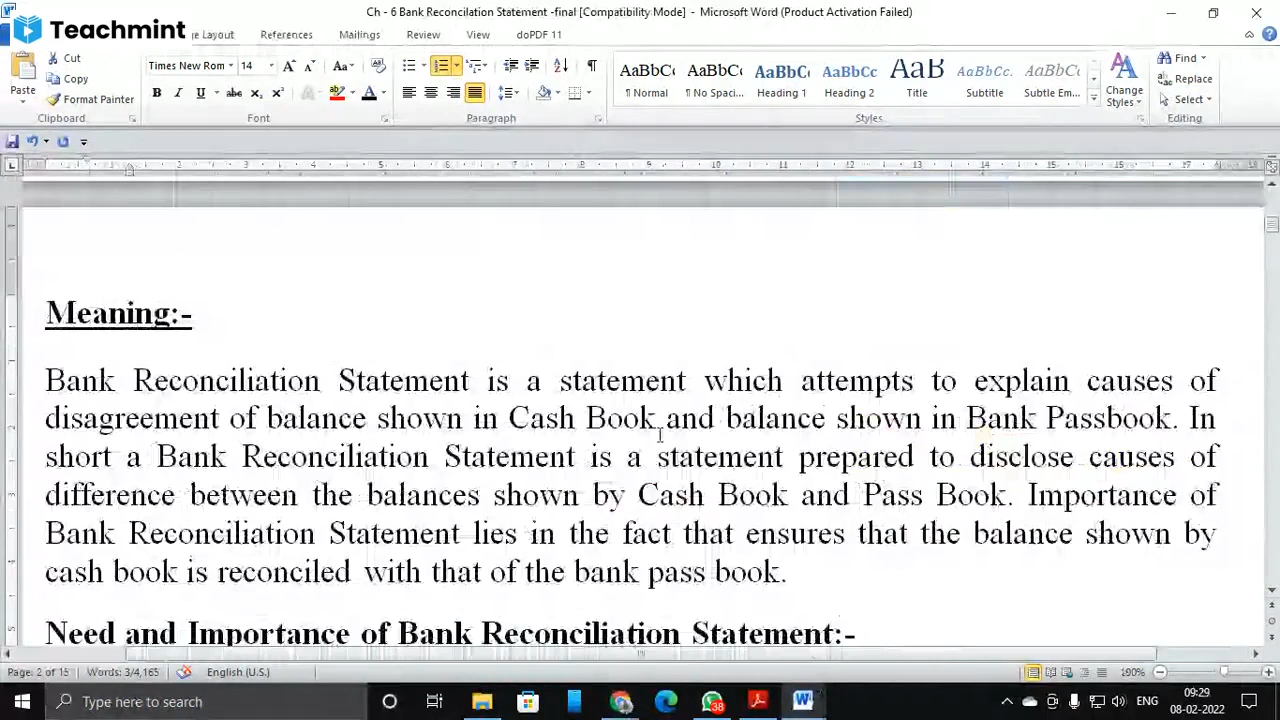 Ch - 6 Bank Reconcilation Statement -final [Compatibility Mode] - Microsoft Word (Product Activation Failed)
Teachmint
ge Layout References Mailings Review View doPDF 11
Paste
Cut
Copy
Format Painter
Clipboard
Times New Rom 14
Font
Paragraph
AaBbCc AaBbCc AaBbCc AaBbCc AaB AaBbCc AaBbCc
¶ Normal No Spaci... Heading 1 Heading 2 Title Subtitle Subtle Em...
Change
Styles
Styles
Find
Replace
Select
Editing
Meaning:-
Bank Reconciliation Statement is a statement which attempts to explain causes of
disagreement of balance shown in Cash Book and balance shown in Bank Passbook. In
short a Bank Reconciliation Statement is a statement prepared to disclose causes of
difference between the balances shown by Cash Book and Pass Book. Importance of
Bank Reconciliation Statement lies in the fact that ensures that the balance shown by
cash book is reconciled with that of the bank pass book.
Need and Importance of Bank Reconciliation Statement:-
Page: 2 of 15 Words: 3/4,165 English (U.S.) 190%
Type here to search
38
ENG
09:29
08-02-2022